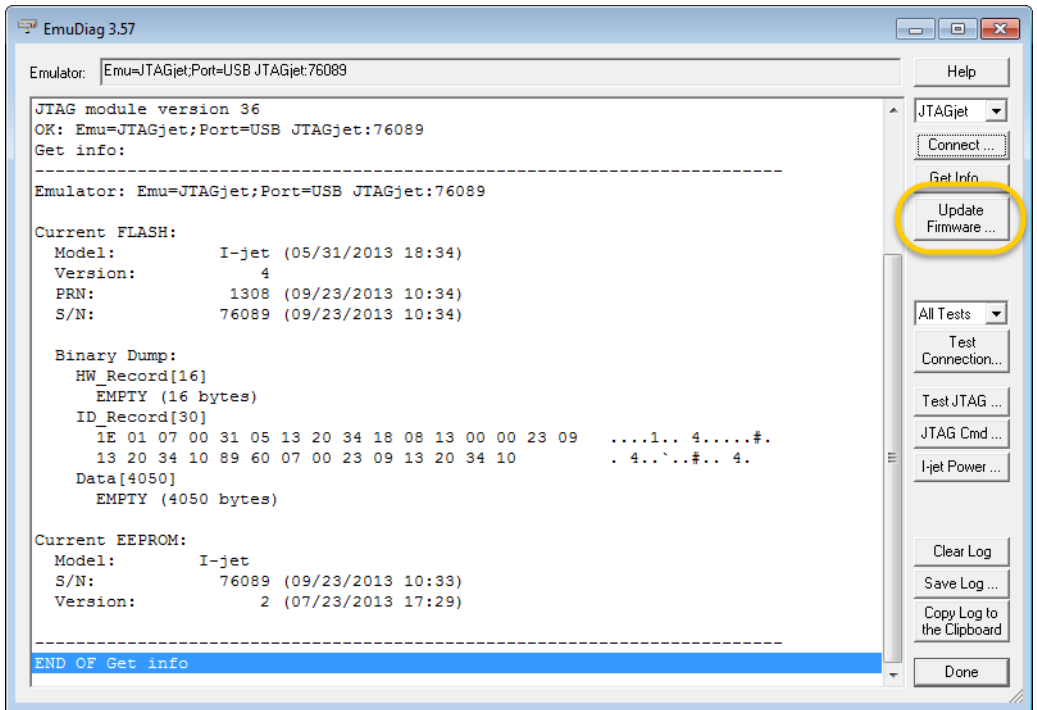 EmuDiag 3.57
Emulator: Emu=JTAGjet;Port=USB JTAGjet:76089
JTAG module version 36
OK: Emu=JTAGjet;Port=USB JTAGjet:76089
Get info:
--------------------------------------------------------------------------
Emulator: Emu=JTAGjet;Port=USB JTAGjet:76089
Current FLASH:
Model: I-jet (05/31/2013 18:34)
Version: 4
PRN: 1308 (09/23/2013 10:34)
S/N: 76089 (09/23/2013 10:34)
Binary Dump:
HW_Record[16]
EMPTY (16 bytes)
ID_Record[30]
1E 01 07 00 31 05 13 20 34 18 08 13 00 00 23 09 ....1.. 4.....#.
13 20 34 10 89 60 07 00 23 09 13 20 34 10 . 4..`..#.. 4.
Data[4050]
EMPTY (4050 bytes)
Current EEPROM:
Model: I-jet
S/N: 76089 (09/23/2013 10:33)
Version: 2 (07/23/2013 17:29)
--------------------------------------------------------------------------
END OF Get info
Help
JTAGjet
Connect ...
Get Info ...
Update
Firmware ...
All Tests
Test
Connection...
Test JTAG ...
JTAG Cmd ...
I-jet Power ...
Clear Log
Save Log ...
Copy Log to
the Clipboard
Done